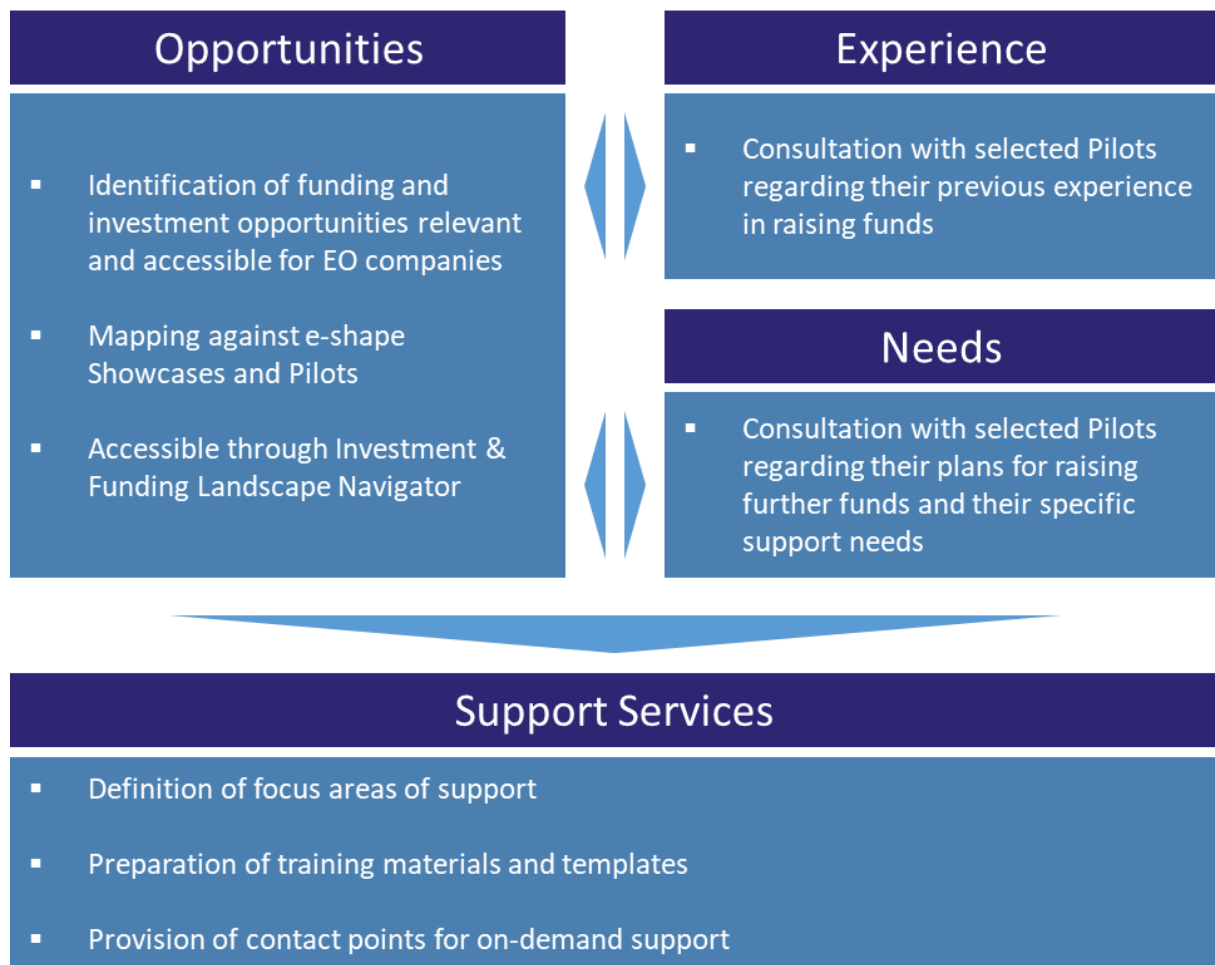 Opportunities
▪ Identification of funding and
investment opportunities relevant
and accessible for EO companies
▪ Mapping against e-shape
Showcases and Pilots
▪ Accessible through Investment &
Funding Landscape Navigator
Experience
▪ Consultation with selected Pilots
regarding their previous experience
in raising funds
Needs
▪ Consultation with selected Pilots
regarding their plans for raising
further funds and their specific
support needs
Support Services
▪ Definition of focus areas of support
▪ Preparation of training materials and templates
▪ Provision of contact points for on-demand support